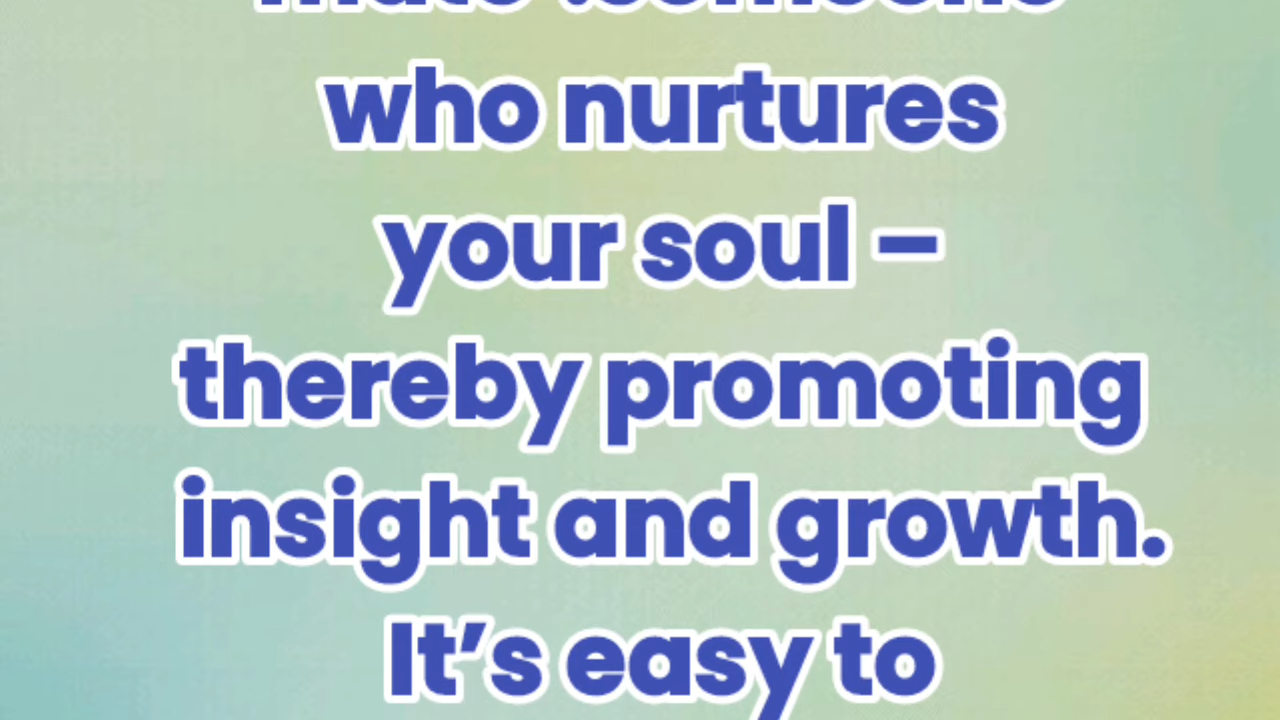 who nurtures
your soul –
thereby promoting
insight and growth.
It’s easy to